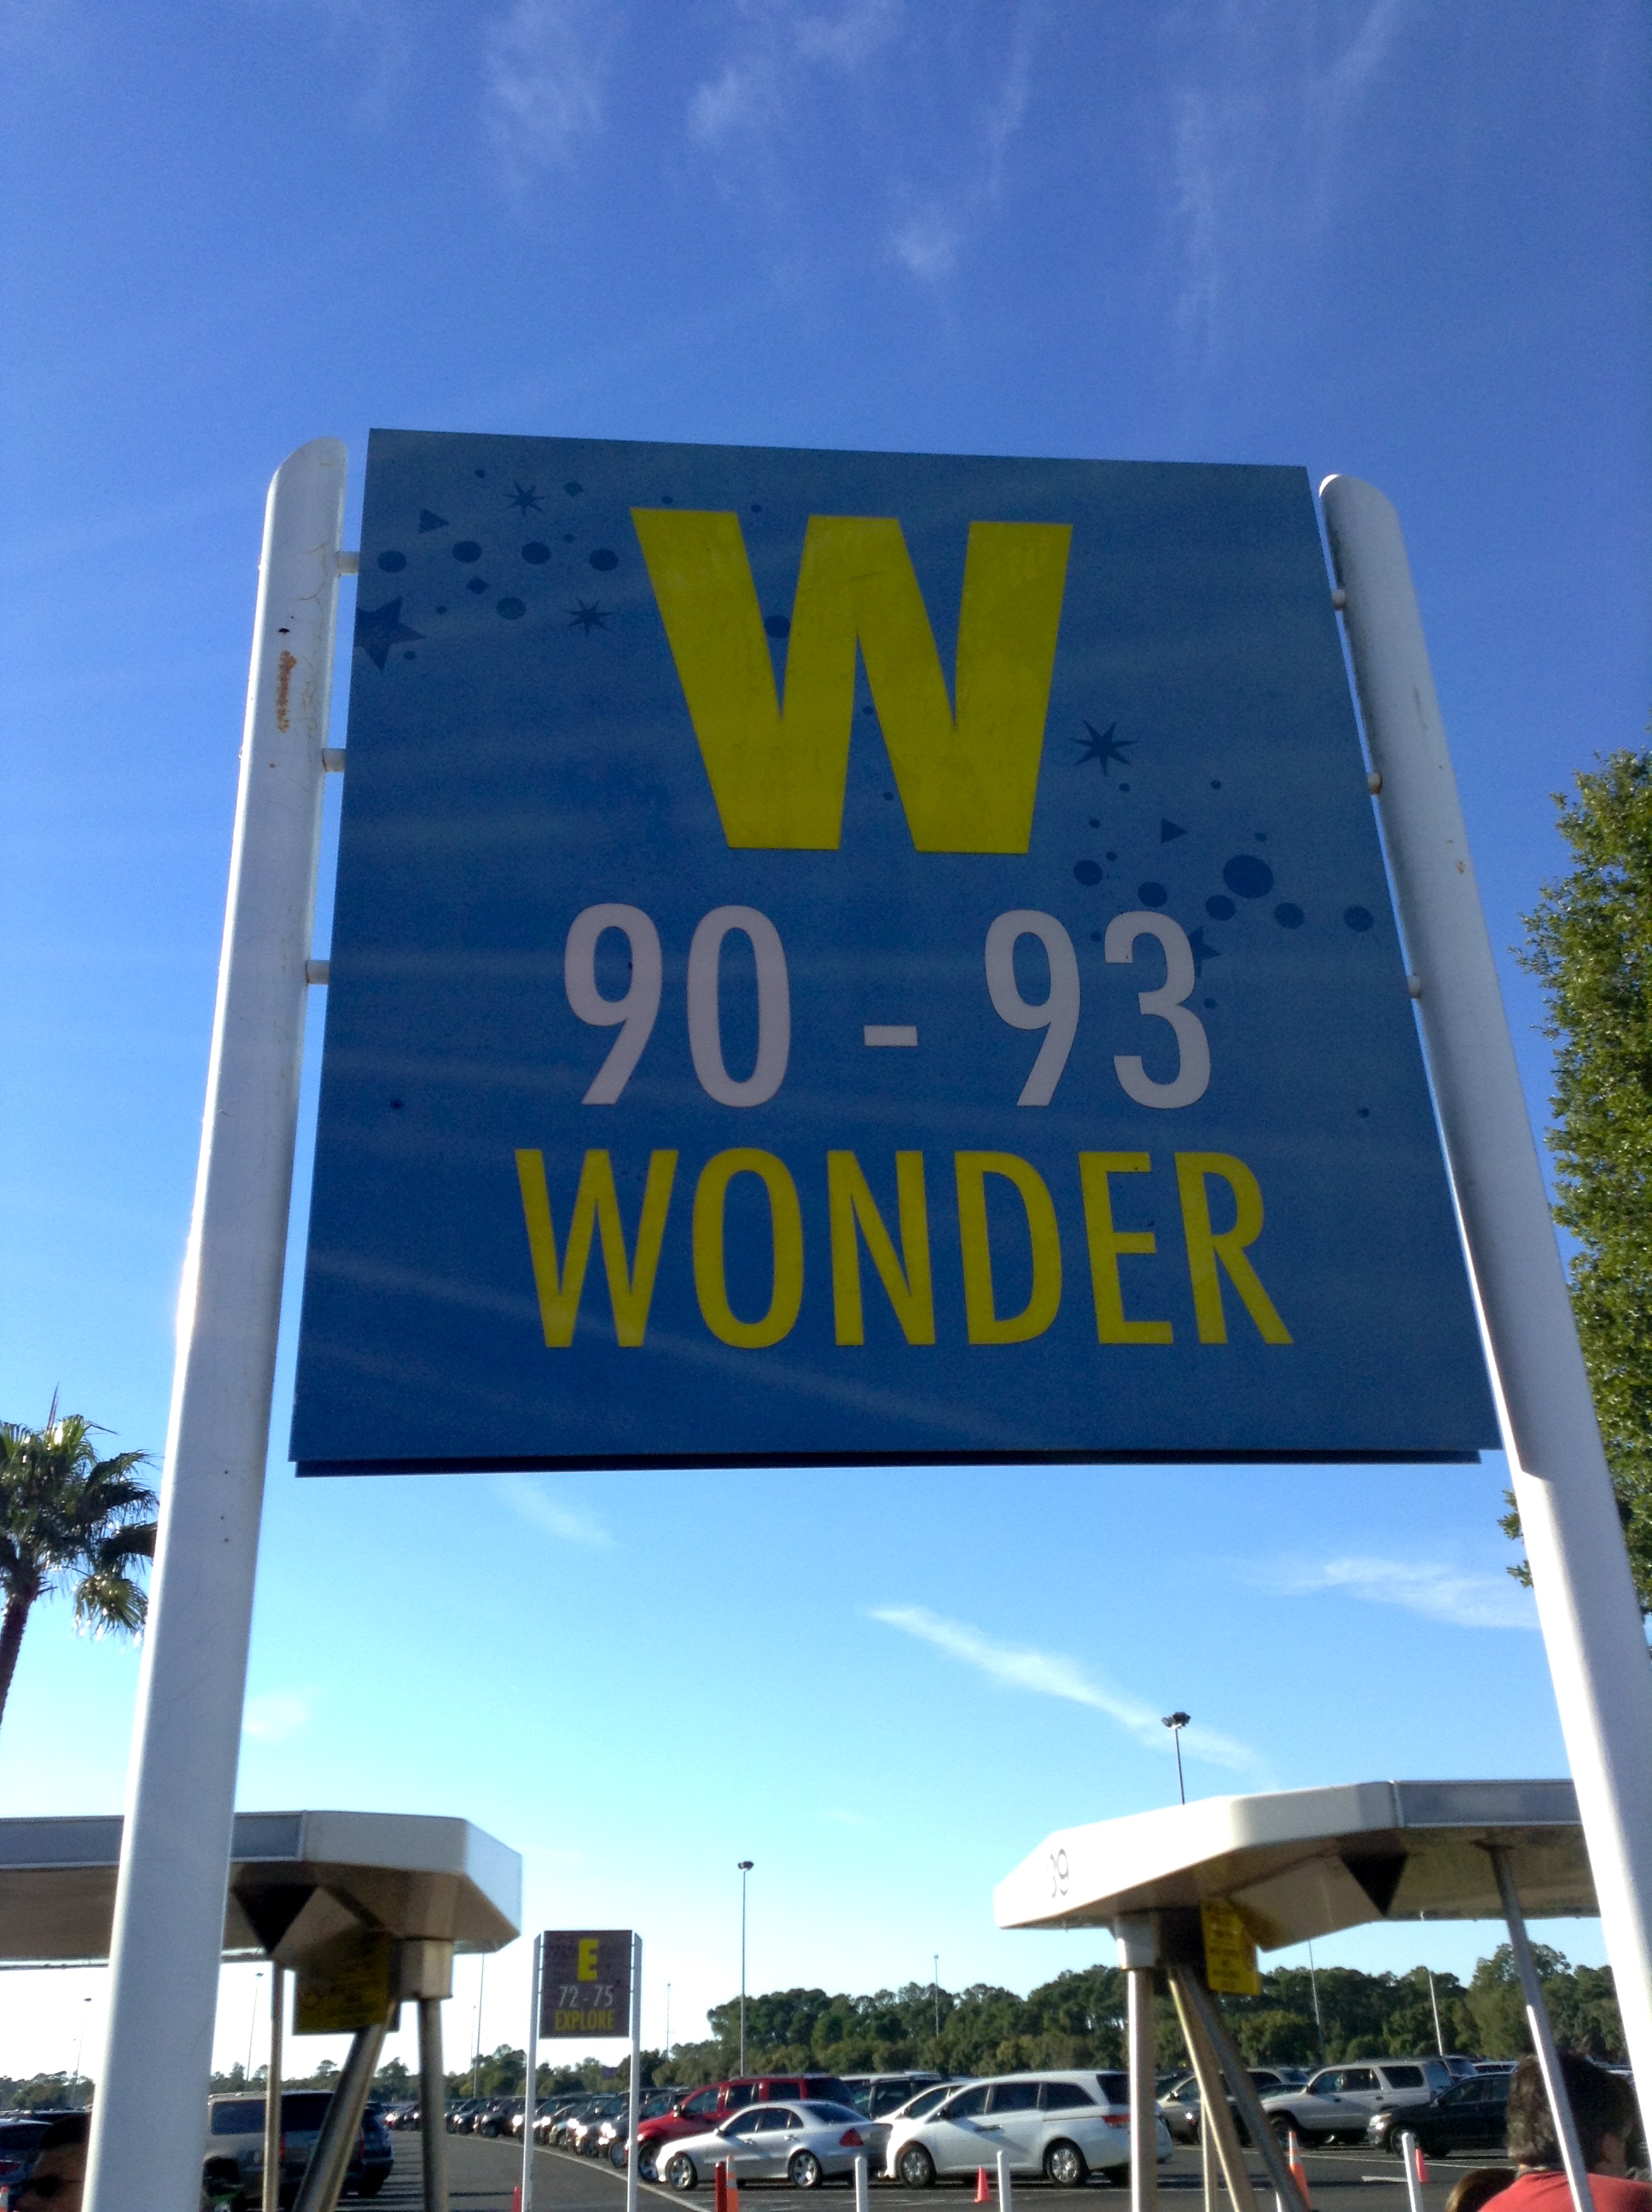 W
90 - 93
WONDER
E
72 - 75
EXPLORE